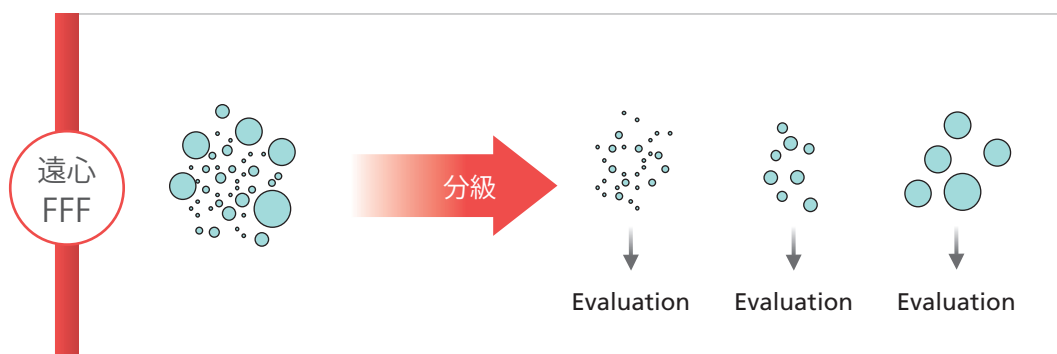 遠心
FFF
分級
Evaluation
Evaluation
Evaluation